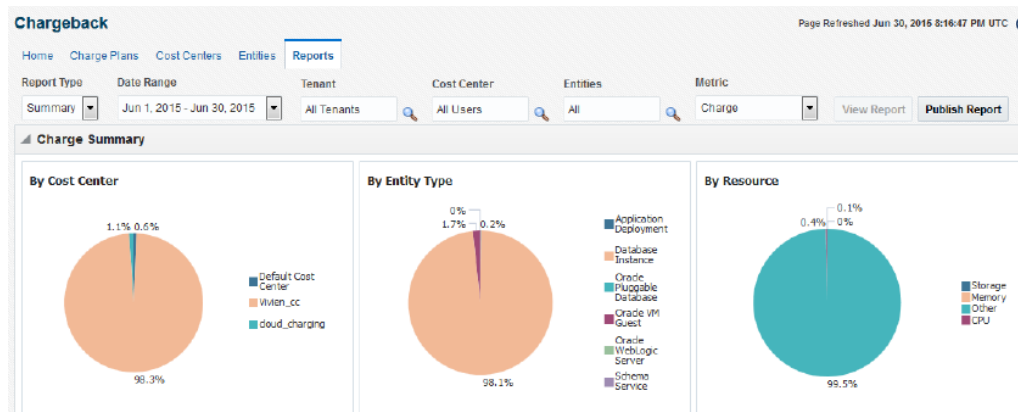 Chargeback
Page Refreshed Jun 30, 2015 8:16:47 PM UTC
Home Charge Plans Cost Centers Entities Reports
Report Type Date Range Tenant Cost Center Entities Metric
Summary Jun 1, 2015 - Jun 30, 2015 All Tenants All Users All Charge View Report Publish Report
Charge Summary
By Cost Center
1.1% 0.6%
Default Cost
Center
Vivien_cc
cloud_charging
98.3%
By Entity Type
0%
1.7% 0.2%
Application
Deployment
Database
Instance
Oracle
Pluggable
Database
Oracle VM
Guest
Oracle
WebLogic
Server
Schema
Service
98.1%
By Resource
0.1%
0.4% 0%
Storage
Memory
Other
CPU
99.5%